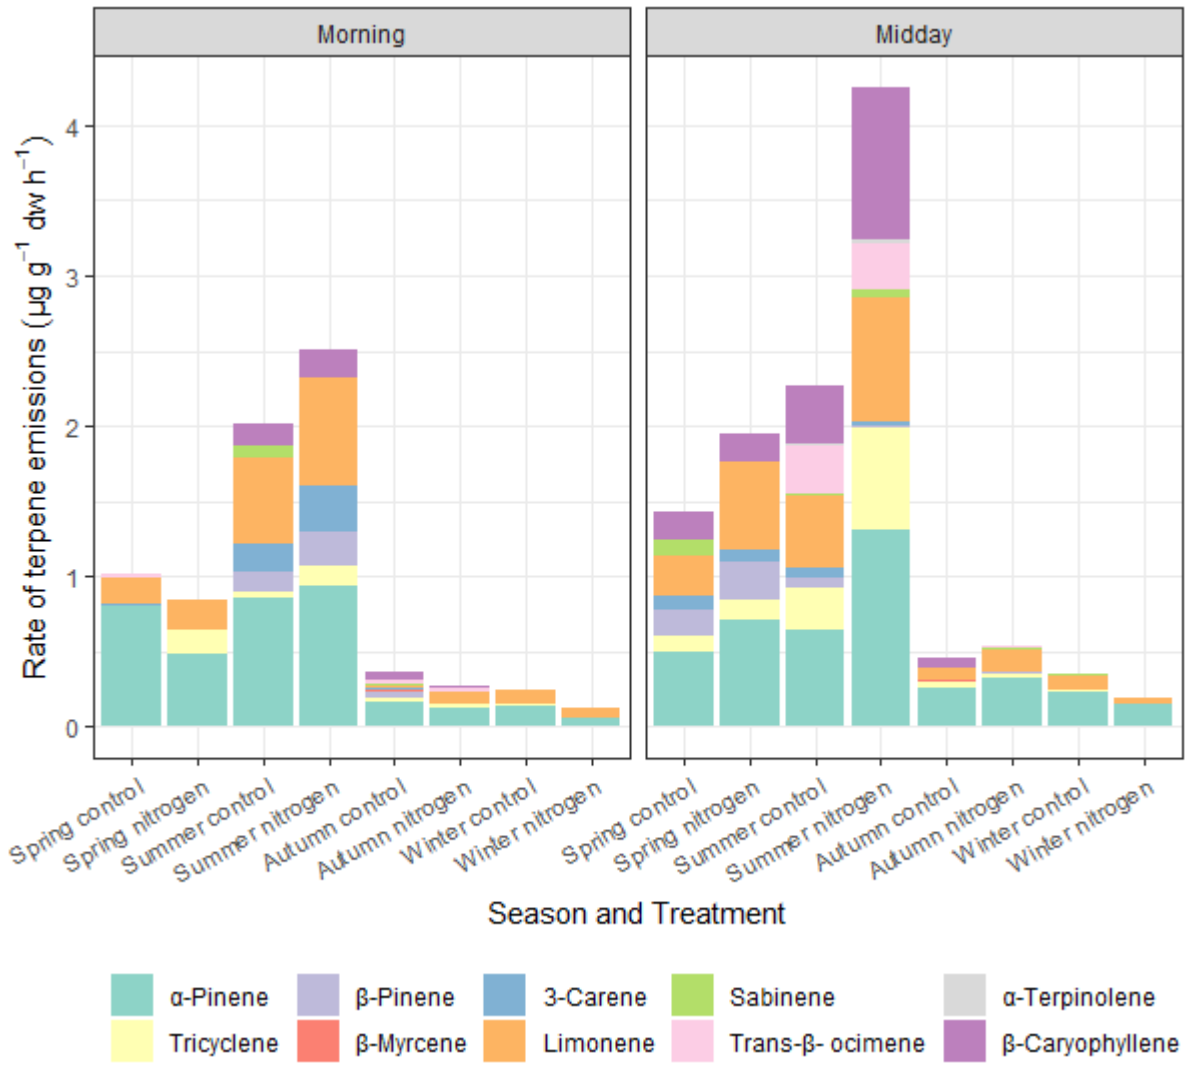 Morning
Midday
Rate of terpene emissions (µg g⁻¹ dw h⁻¹)
4
3
2
1
0
Spring control
Spring nitrogen
Summer control
Summer nitrogen
Autumn control
Autumn nitrogen
Winter control
Winter nitrogen
Spring control
Spring nitrogen
Summer control
Summer nitrogen
Autumn control
Autumn nitrogen
Winter control
Winter nitrogen
Season and Treatment
α-Pinene β-Pinene 3-Carene Sabinene α-Terpinolene
Tricyclene β-Myrcene Limonene Trans-β- ocimene β-Caryophyllene